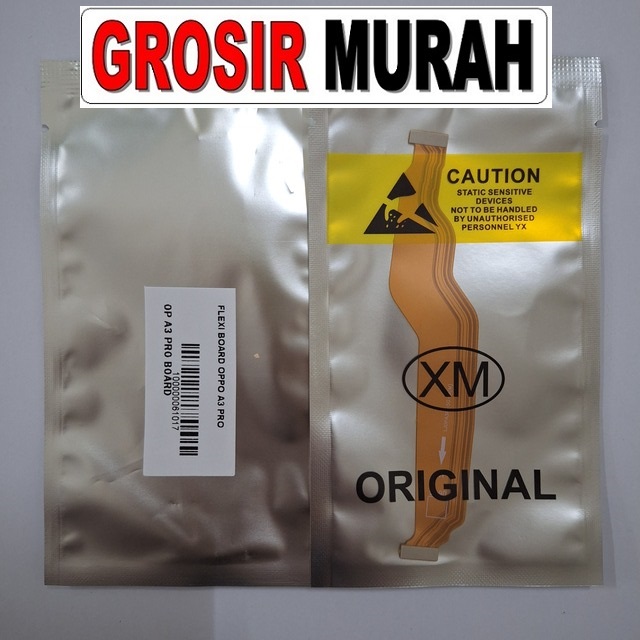 GROSIR MURAH
CAUTION
STATIC SENSITIVE
DEVICES
NOT TO BE HANDLED
BY UNAUTHORISED
PERSONNEL YX
XM
ORIGINAL
FLEXI BOARD OPPO A3 PRO
100000061017
OP A3 PRO BOARD